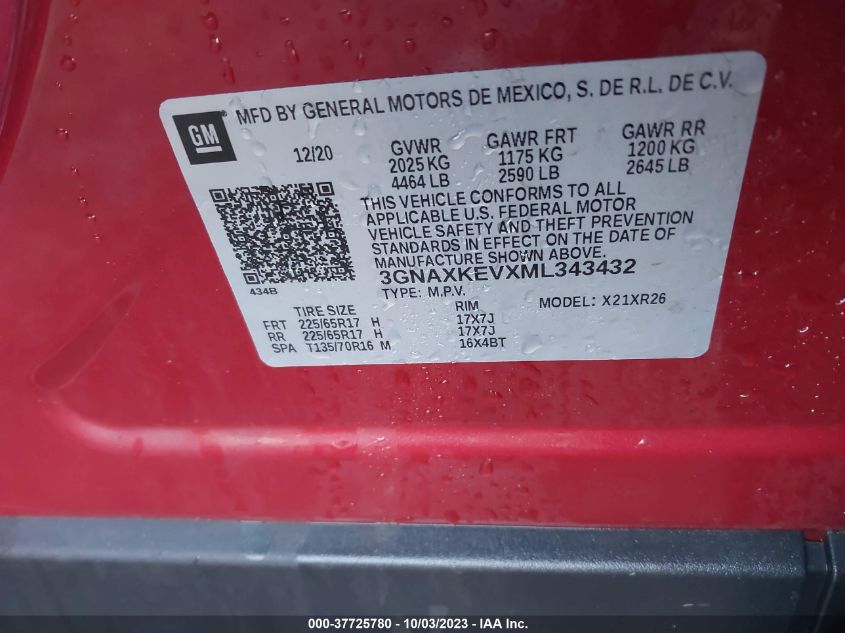 GM
MFD BY GENERAL MOTORS DE MEXICO, S. DE R.L. DE C.V.
12/20 GVWR GAWR FRT GAWR RR
2025 KG 1175 KG 1200 KG
4464 LB 2590 LB 2645 LB
THIS VEHICLE CONFORMS TO ALL
APPLICABLE U.S. FEDERAL MOTOR
VEHICLE SAFETY AND THEFT PREVENTION
STANDARDS IN EFFECT ON THE DATE OF
MANUFACTURE SHOWN ABOVE.
3GNAXKEVXML343432
434B
TYPE: M.P.V. MODEL: X21XR26
TIRE SIZE RIM
FRT 225/65R17 H 17X7J
RR 225/65R17 H 17X7J
SPA T135/70R16 M 16X4BT
000-37725780 - 10/03/2023 - IAA Inc.